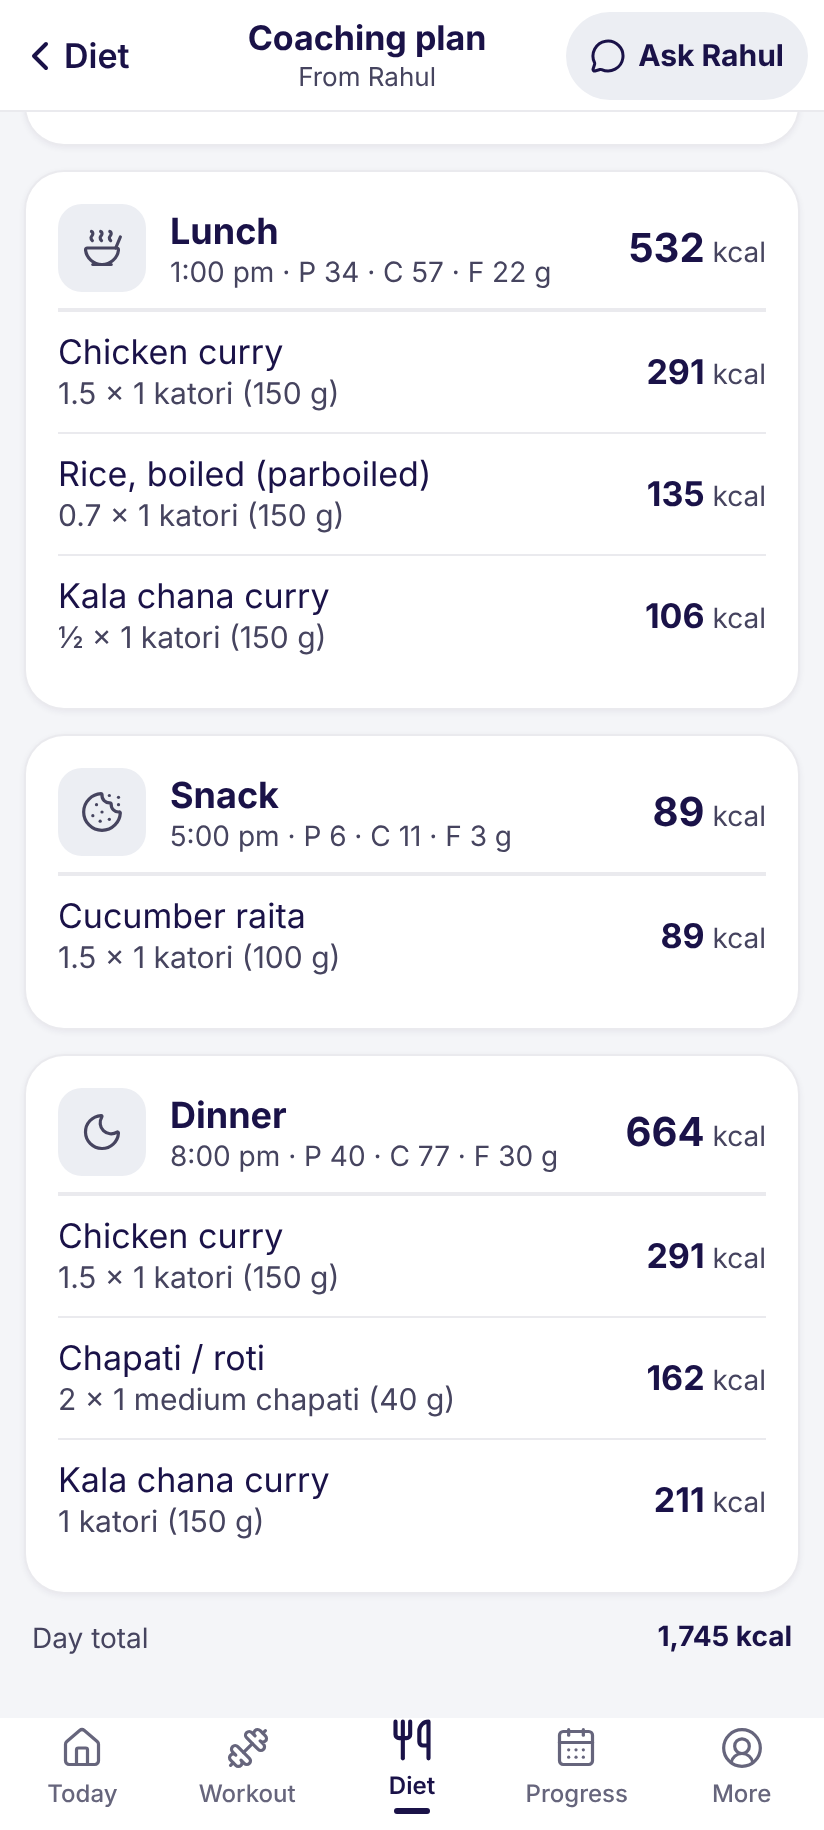 Diet
Coaching plan
From Rahul
Ask Rahul
Lunch
1:00 pm · P 34 · C 57 · F 22 g
532 kcal
Chicken curry
1.5 × 1 katori (150 g)
291 kcal
Rice, boiled (parboiled)
0.7 × 1 katori (150 g)
135 kcal
Kala chana curry
½ × 1 katori (150 g)
106 kcal
Snack
5:00 pm · P 6 · C 11 · F 3 g
89 kcal
Cucumber raita
1.5 × 1 katori (100 g)
89 kcal
Dinner
8:00 pm · P 40 · C 77 · F 30 g
664 kcal
Chicken curry
1.5 × 1 katori (150 g)
291 kcal
Chapati / roti
2 × 1 medium chapati (40 g)
162 kcal
Kala chana curry
1 katori (150 g)
211 kcal
Day total
1,745 kcal
Today
Workout
Diet
Progress
More